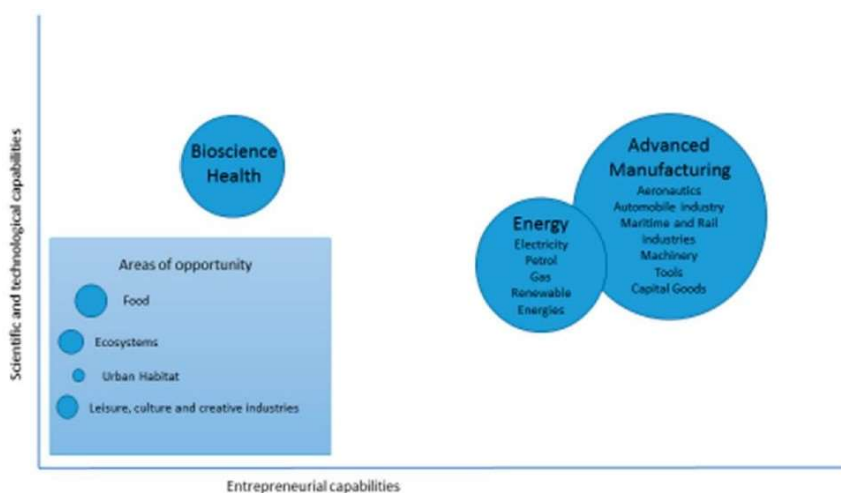 Scientific and technological capabilities
Bioscience
Health
Advanced
Manufacturing
Aeronautics
Automobile industry
Maritime and Rail
industries
Machinery
Tools
Capital Goods
Energy
Electricity
Petrol
Gas
Renewable
Energies
Areas of opportunity
Food
Ecosystems
Urban Habitat
Leisure, culture and creative industries
Entrepreneurial capabilities